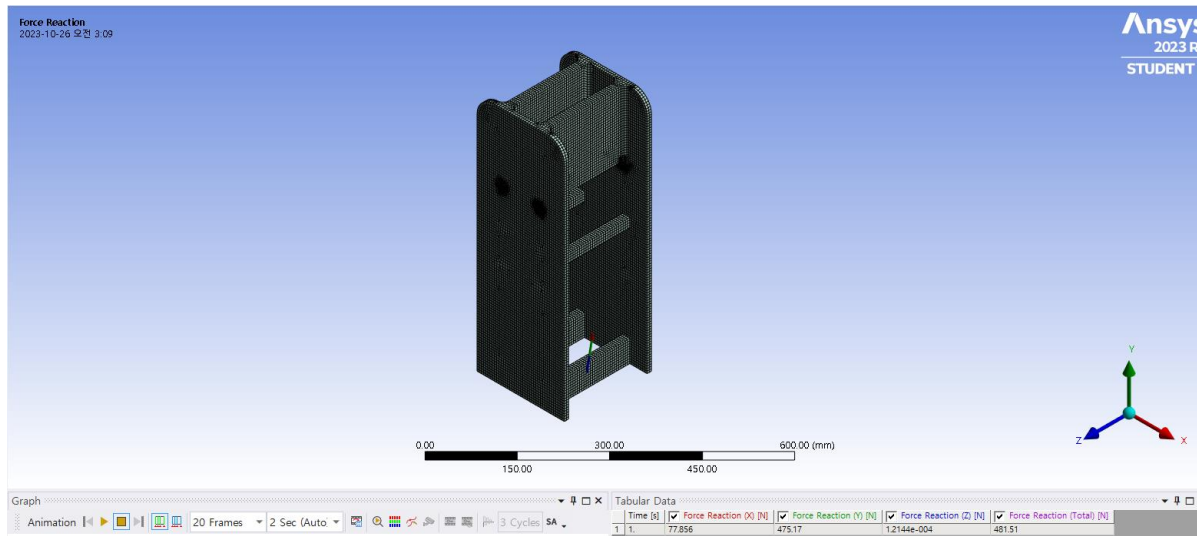 Force Reaction
2023-10-26 오전 3:09
Ansys
2023 R
STUDENT
Y
Z
X
0.00 300.00 600.00 (mm)
150.00 450.00
Graph
Animation 20 Frames 2 Sec (Auto 3 Cycles SA
Tabular Data
Time [s] Force Reaction (X) [N] Force Reaction (Y) [N] Force Reaction (Z) [N] Force Reaction (Total) [N]
1 1. 77.856 475.17 1.2144e-004 481.51